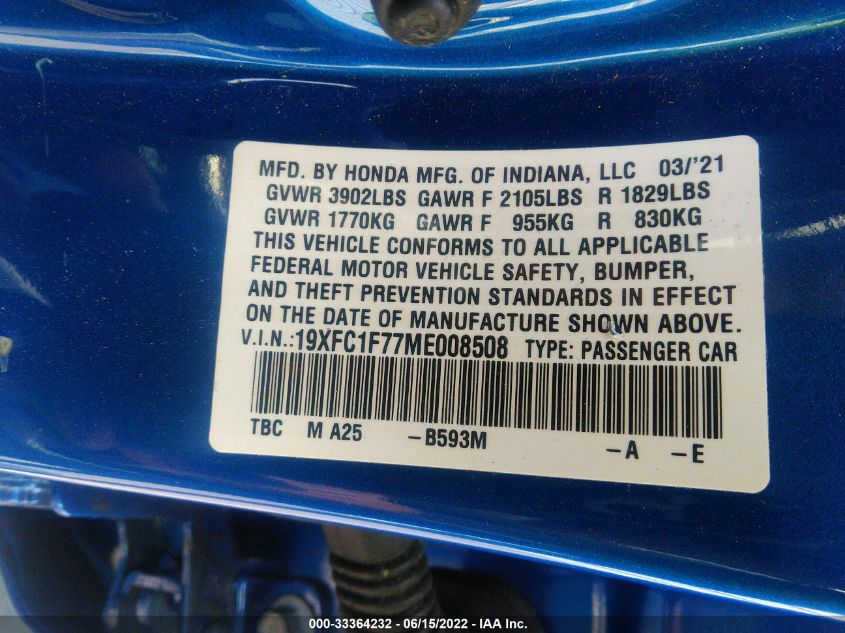 MFD. BY HONDA MFG. OF INDIANA, LLC 03/'21
GVWR 3902LBS GAWR F 2105LBS R 1829LBS
GVWR 1770KG GAWR F 955KG R 830KG
THIS VEHICLE CONFORMS TO ALL APPLICABLE
FEDERAL MOTOR VEHICLE SAFETY, BUMPER,
AND THEFT PREVENTION STANDARDS IN EFFECT
ON THE DATE OF MANUFACTURE SHOWN ABOVE.
V.I.N.:19XFC1F77ME008508 TYPE: PASSENGER CAR
TBC M A25 -B593M -A -E
000-33364232 - 06/15/2022 - IAA Inc.